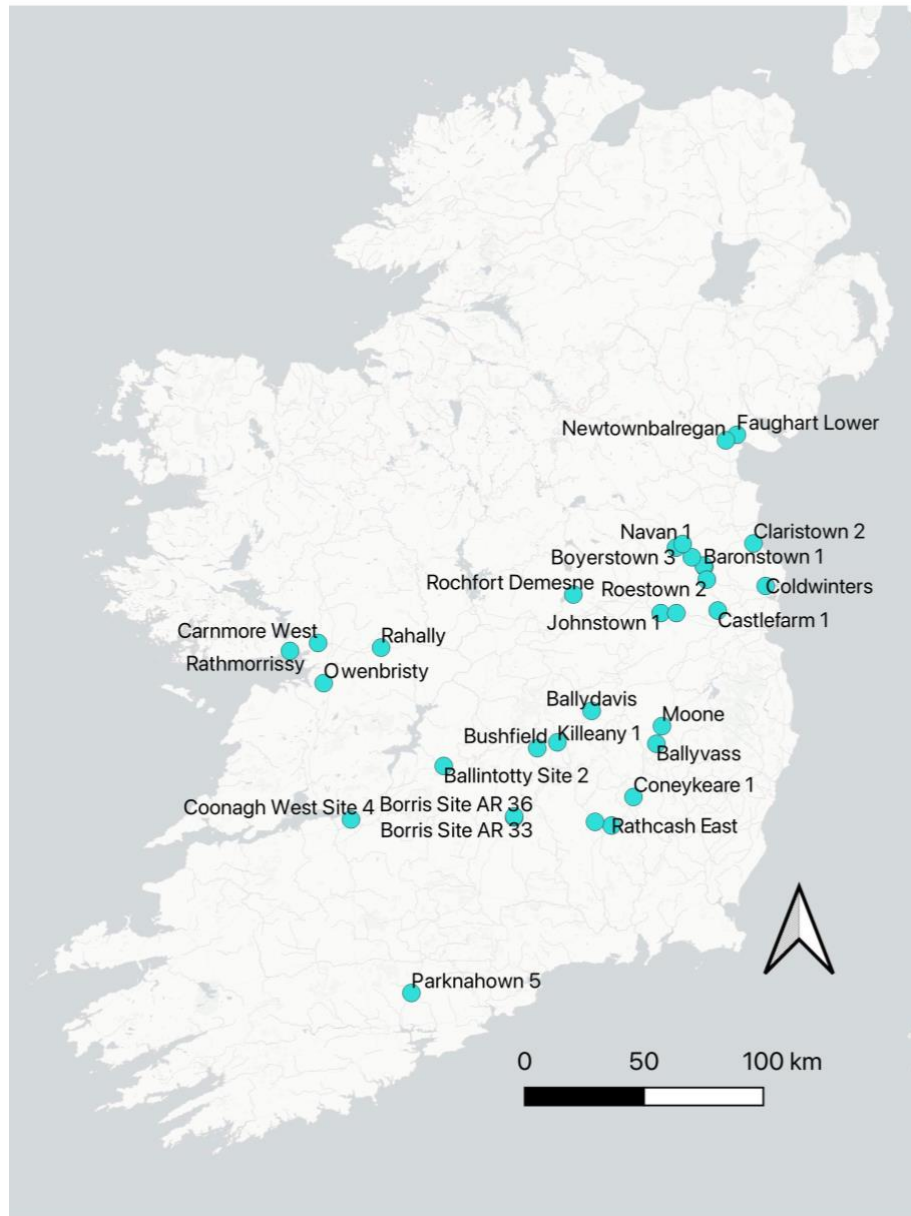 Faughart Lower
Newtownbalregan
Navan 1
Claristown 2
Boyerstown 3
Baronstown 1
Rochfort Demesne
Roestown 2
Coldwinters
Johnstown 1
Castlefarm 1
Carnmore West
Rahally
Rathmorrissy
Owenbristy
Ballydavis
Moone
Bushfield
Killeany 1
Ballyvass
Ballintotty Site 2
Coneykeare 1
Coonagh West Site 4
Borris Site AR 36
Rathcash East
Borris Site AR 33
Parknahown 5
0 50 100 km